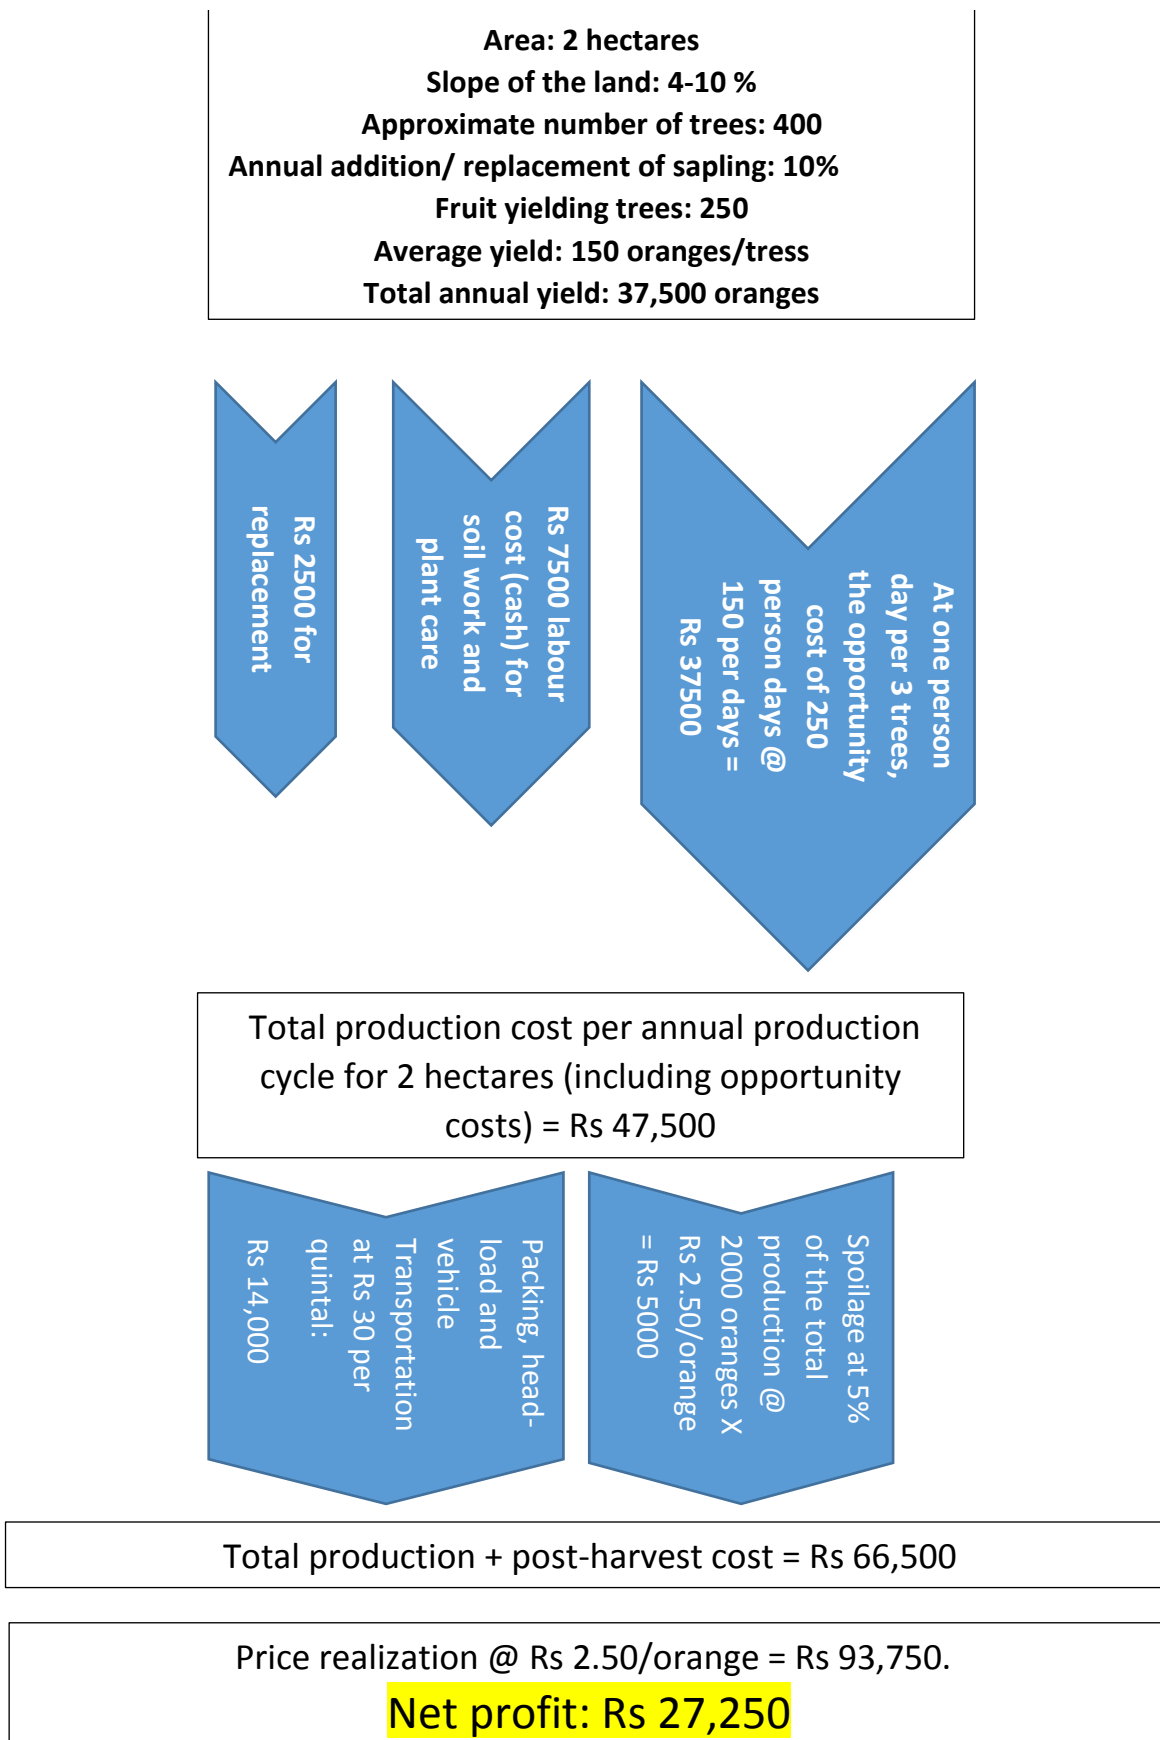 Area: 2 hectares
Slope of the land: 4-10 %
Approximate number of trees: 400
Annual addition/ replacement of sapling: 10%
Fruit yielding trees: 250
Average yield: 150 oranges/tress
Total annual yield: 37,500 oranges
Rs 2500 for
replacement
Rs 7500 labour
cost (cash) for
soil work and
plant care
At one person
day per 3 trees,
the opportunity
cost of 250
person days @
150 per days =
Rs 37500
Total production cost per annual production
cycle for 2 hectares (including opportunity
costs) = Rs 47,500
Packing, head-
load and
vehicle
Transportation
at Rs 30 per
quintal:
Rs 14,000
Spoilage at 5%
of the total
production @
2000 oranges X
Rs 2.50/orange
= Rs 5000
Total production + post-harvest cost = Rs 66,500
Price realization @ Rs 2.50/orange = Rs 93,750.
Net profit: Rs 27,250